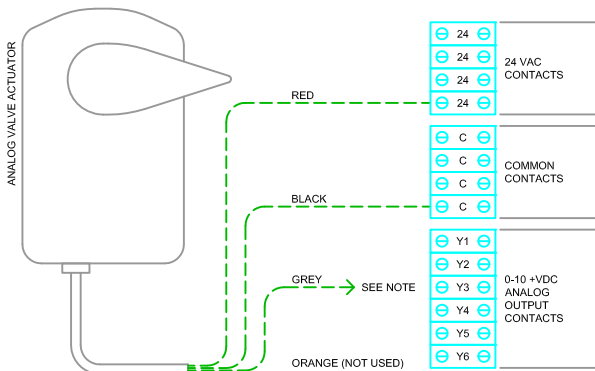 ANALOG VALVE ACTUATOR
RED
BLACK
GREY
SEE NOTE
ORANGE (NOT USED)
24
24
24
24
24 VAC
CONTACTS
C
C
C
C
COMMON
CONTACTS
Y1
Y2
Y3
Y4
Y5
Y6
0-10 +VDC
ANALOG
OUTPUT
CONTACTS